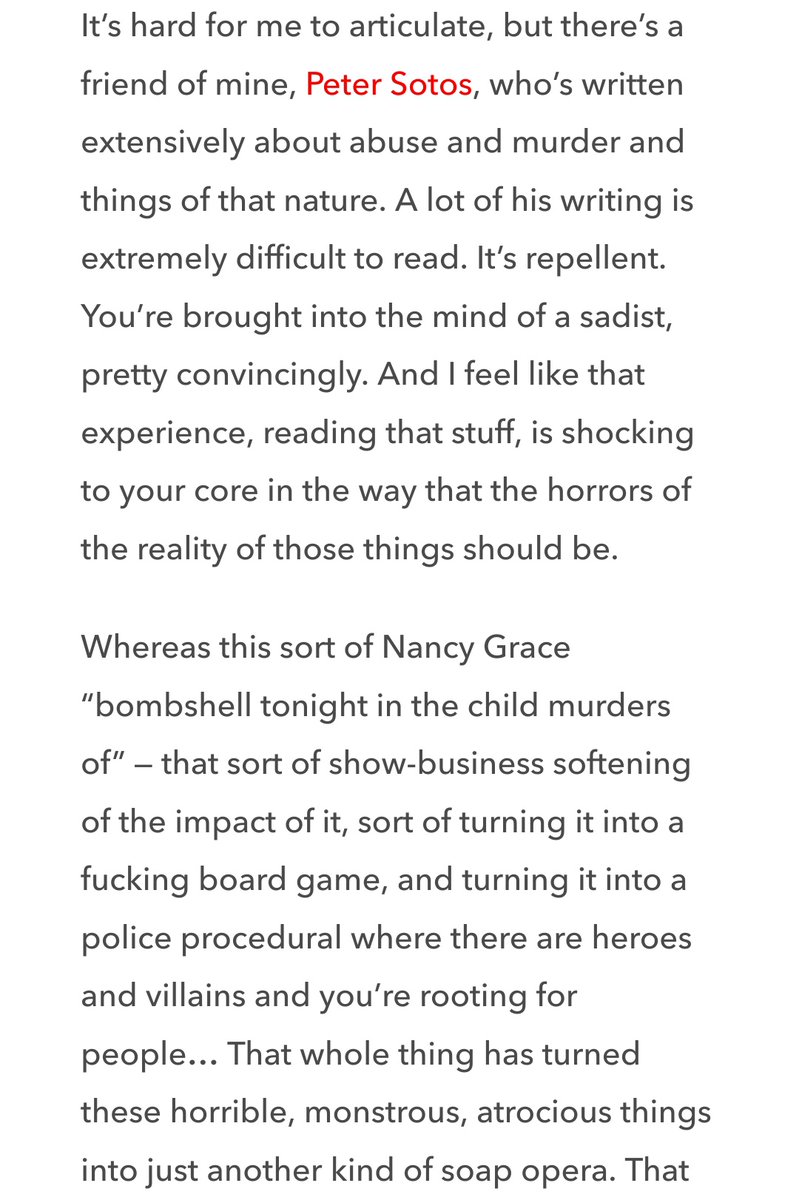 It’s hard for me to articulate, but there’s a
friend of mine, Peter Sotos, who’s written
extensively about abuse and murder and
things of that nature. A lot of his writing is
extremely difficult to read. It’s repellent.
You’re brought into the mind of a sadist,
pretty convincingly. And I feel like that
experience, reading that stuff, is shocking
to your core in the way that the horrors of
the reality of those things should be.
Whereas this sort of Nancy Grace
“bombshell tonight in the child murders
of” — that sort of show-business softening
of the impact of it, sort of turning it into a
fucking board game, and turning it into a
police procedural where there are heroes
and villains and you’re rooting for
people… That whole thing has turned
these horrible, monstrous, atrocious things
into just another kind of soap opera. That